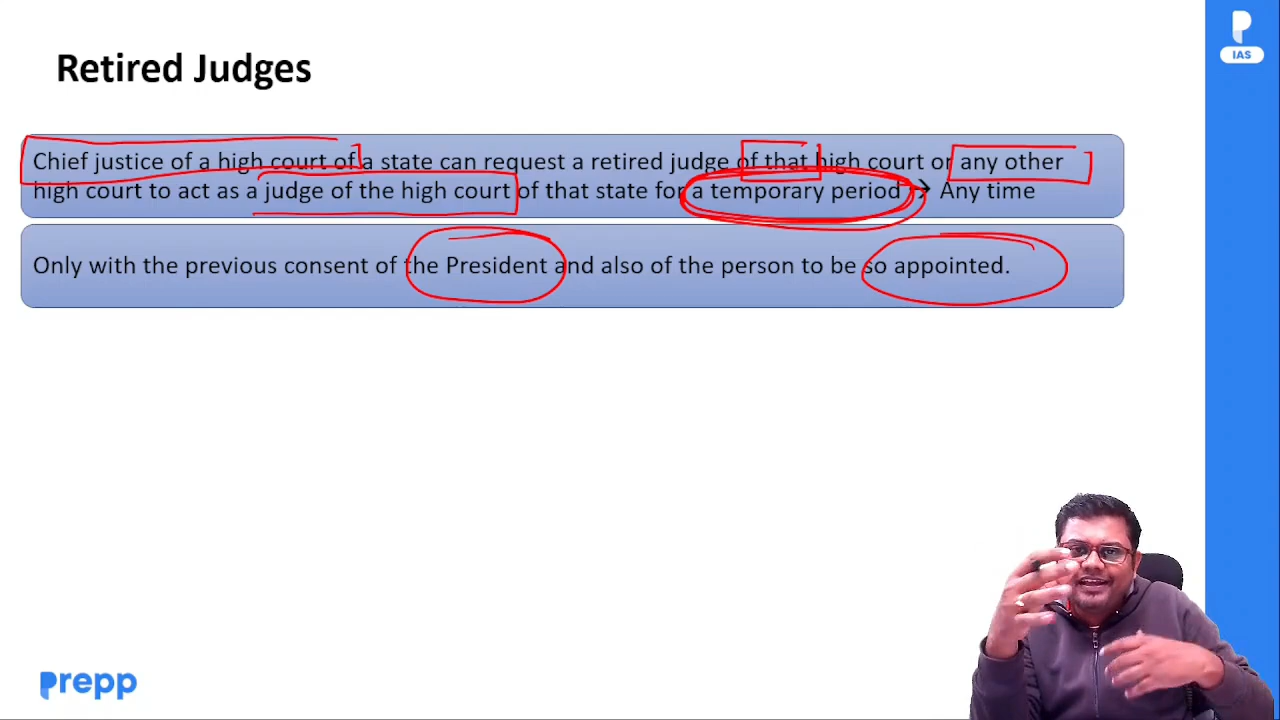 Retired Judges
IAS
Chief justice of a high court of a state can request a retired judge of that high court or any other
high court to act as a judge of the high court of that state for a temporary period → Any time
Only with the previous consent of the President and also of the person to be so appointed.
prepp